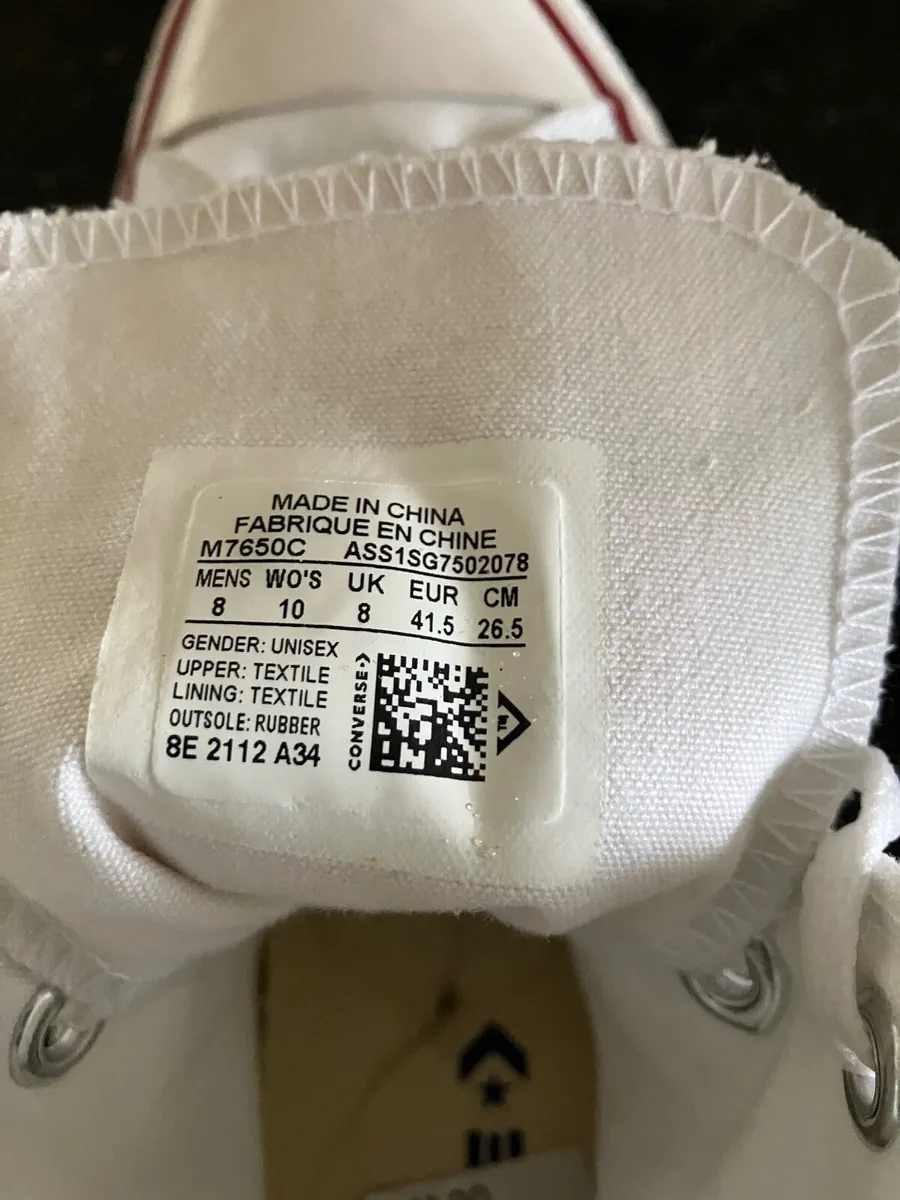 MADE IN CHINA
FABRIQUE EN CHINE
M7650C ASS1SG7502078
MENS WO'S UK EUR CM
8 10 8 41.5 26.5
GENDER: UNISEX
UPPER: TEXTILE
LINING: TEXTILE
OUTSOLE: RUBBER
8E 2112 A34
CONVERSE
TM